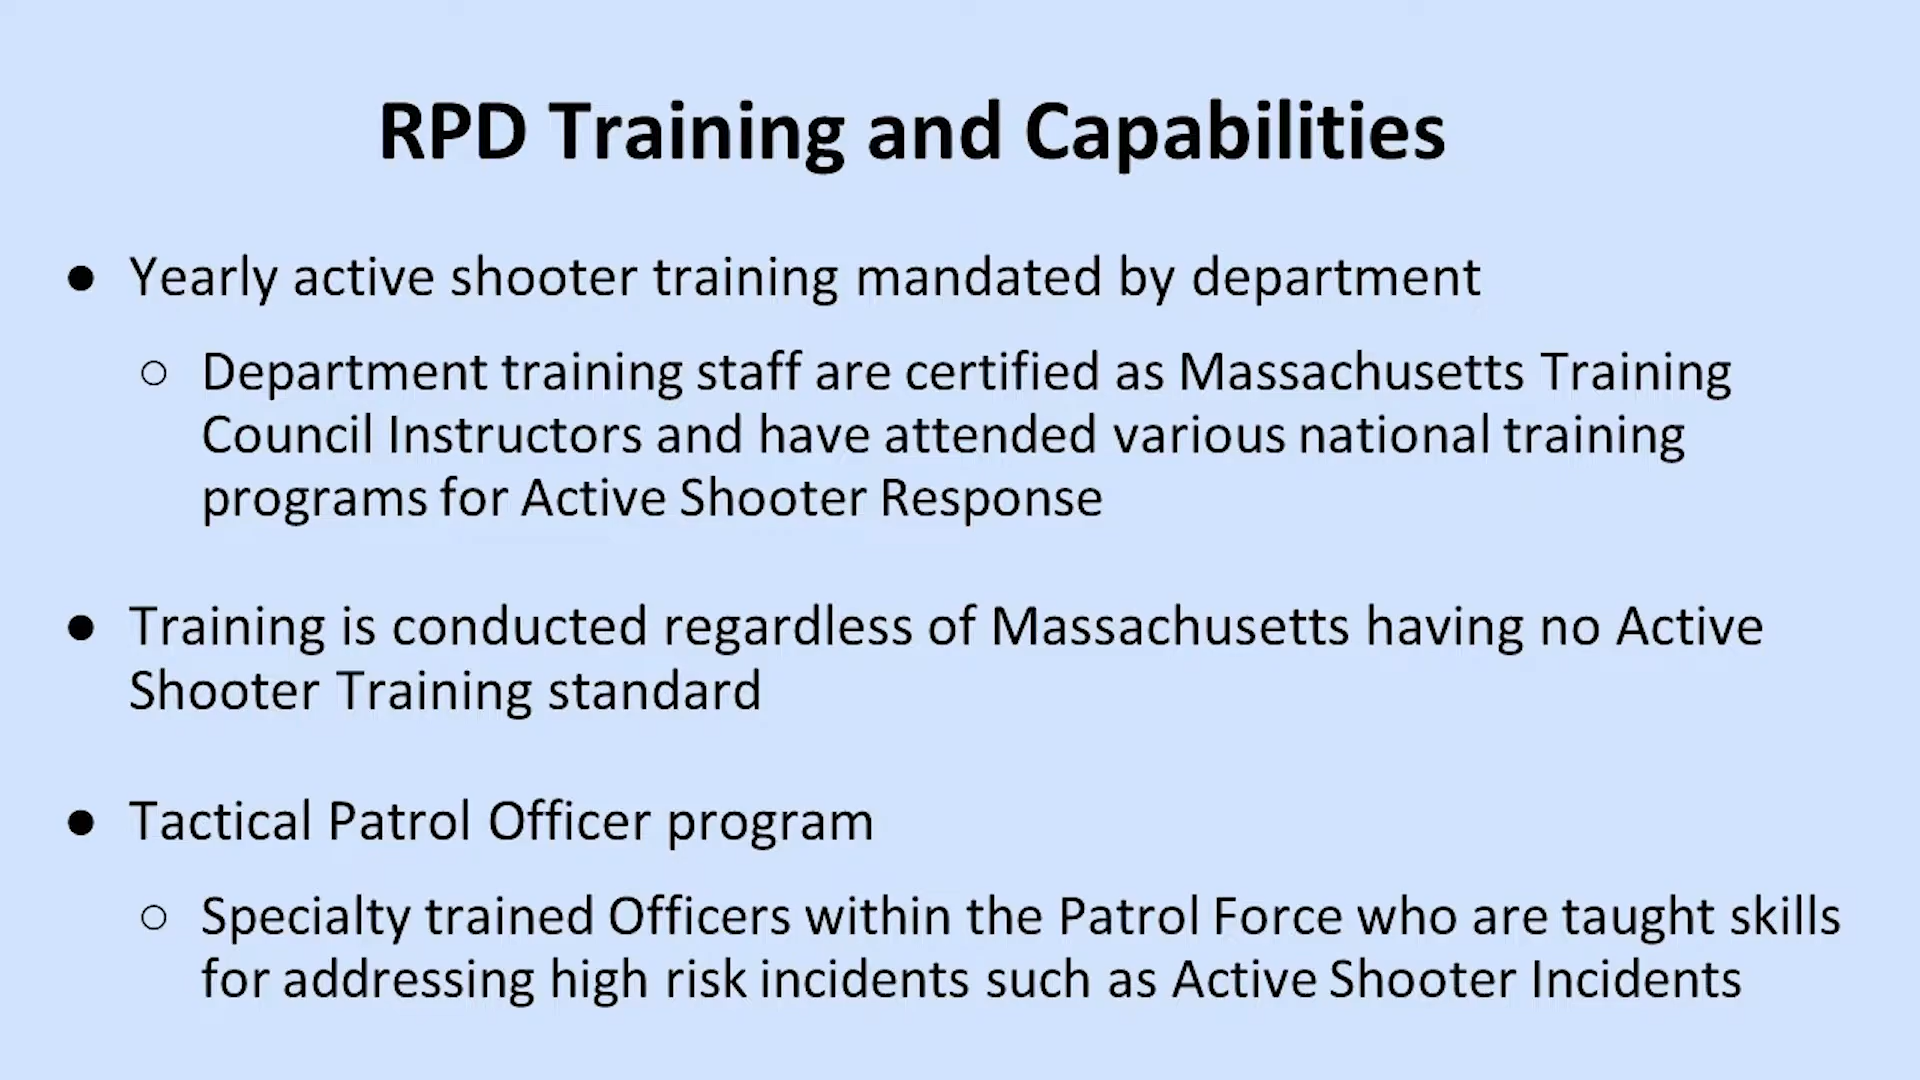 RPD Training and Capabilities
● Yearly active shooter training mandated by department
○ Department training staff are certified as Massachusetts Training
Council Instructors and have attended various national training
programs for Active Shooter Response
● Training is conducted regardless of Massachusetts having no Active
Shooter Training standard
● Tactical Patrol Officer program
○ Specialty trained Officers within the Patrol Force who are taught skills
for addressing high risk incidents such as Active Shooter Incidents